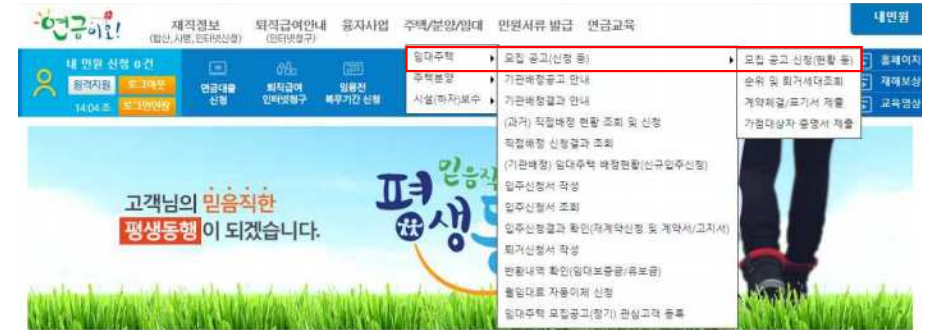 연금이요!
재직정보
(합산,사병,인터넷신청)
퇴직급여안내
(인터넷청구)
융자사업
주택/분양/임대
민원서류 발급
연금교육
내민원
내 민원 신청 0 건
원격지원 로그아웃
14:04 초 로그인연장
연금대출
신청
퇴직급여
인터넷청구
임용전
복무기간 신청
임대주택
주택분양
시설(하자)보수
모집 공고(신청 등)
기관배정공고 안내
기관배정결과 안내
(과거) 직접배정 현황 조회 및 신청
직접배정 신청결과 조회
(기관배정) 임대주택 배정현황(신규입주신청)
입주신청서 작성
입주신청서 조회
입주신청결과 확인(재계약신청 및 계약서/고지서)
퇴거신청서 작성
반환내역 확인(임대보증금/유보금)
월임대료 자동이체 신청
임대주택 모집공고(정기) 관심고객 등록
모집 공고 신청(현황 등)
순위 및 퇴거세대조회
계약체결/포기서 제출
가점대상자 증명서 제출
홈페이지
재해보상
교육영상
고객님의 믿음직한
평생동행이 되겠습니다.
믿음직
평생